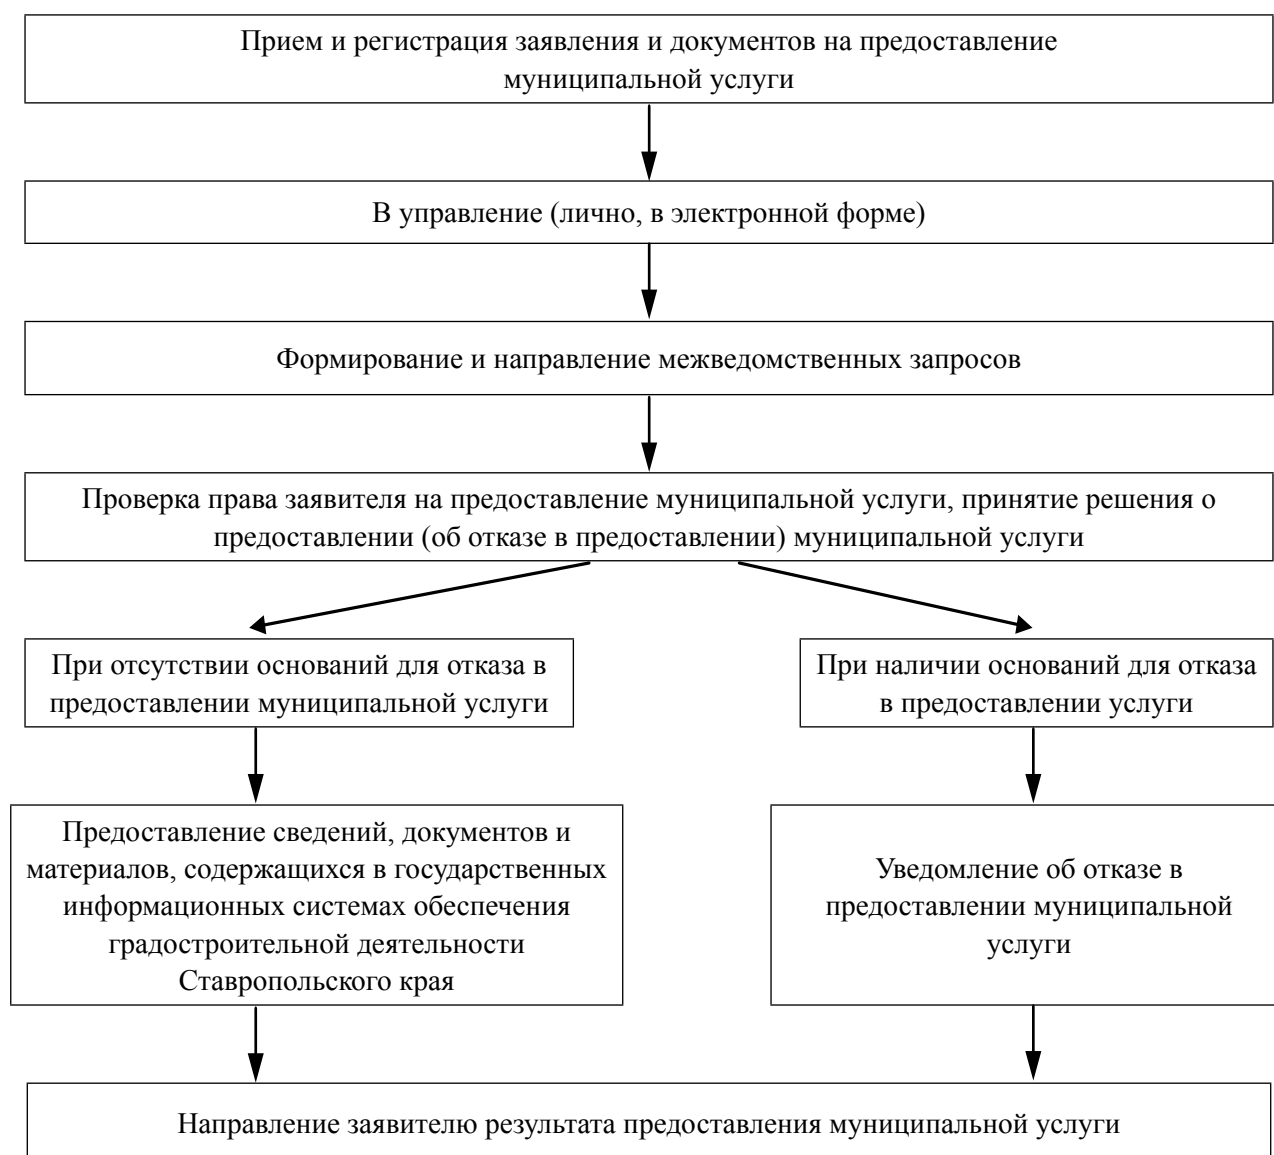 Прием и регистрация заявления и документов на предоставление
муниципальной услуги
В управление (лично, в электронной форме)
Формирование и направление межведомственных запросов
Проверка права заявителя на предоставление муниципальной услуги, принятие решения о
предоставлении (об отказе в предоставлении) муниципальной услуги
При отсутствии оснований для отказа в
предоставлении муниципальной услуги
При наличии оснований для отказа
в предоставлении услуги
Предоставление сведений, документов и
материалов, содержащихся в государственных
информационных системах обеспечения
градостроительной деятельности
Ставропольского края
Уведомление об отказе в
предоставлении муниципальной
услуги
Направление заявителю результата предоставления муниципальной услуги